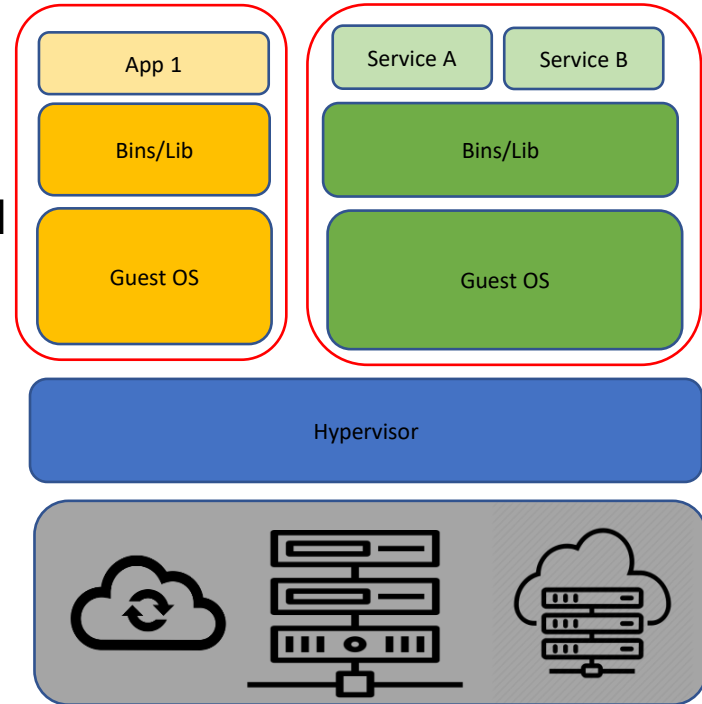 App 1
Service A
Service B
Bins/Lib
Bins/Lib
Guest OS
Guest OS
Hypervisor